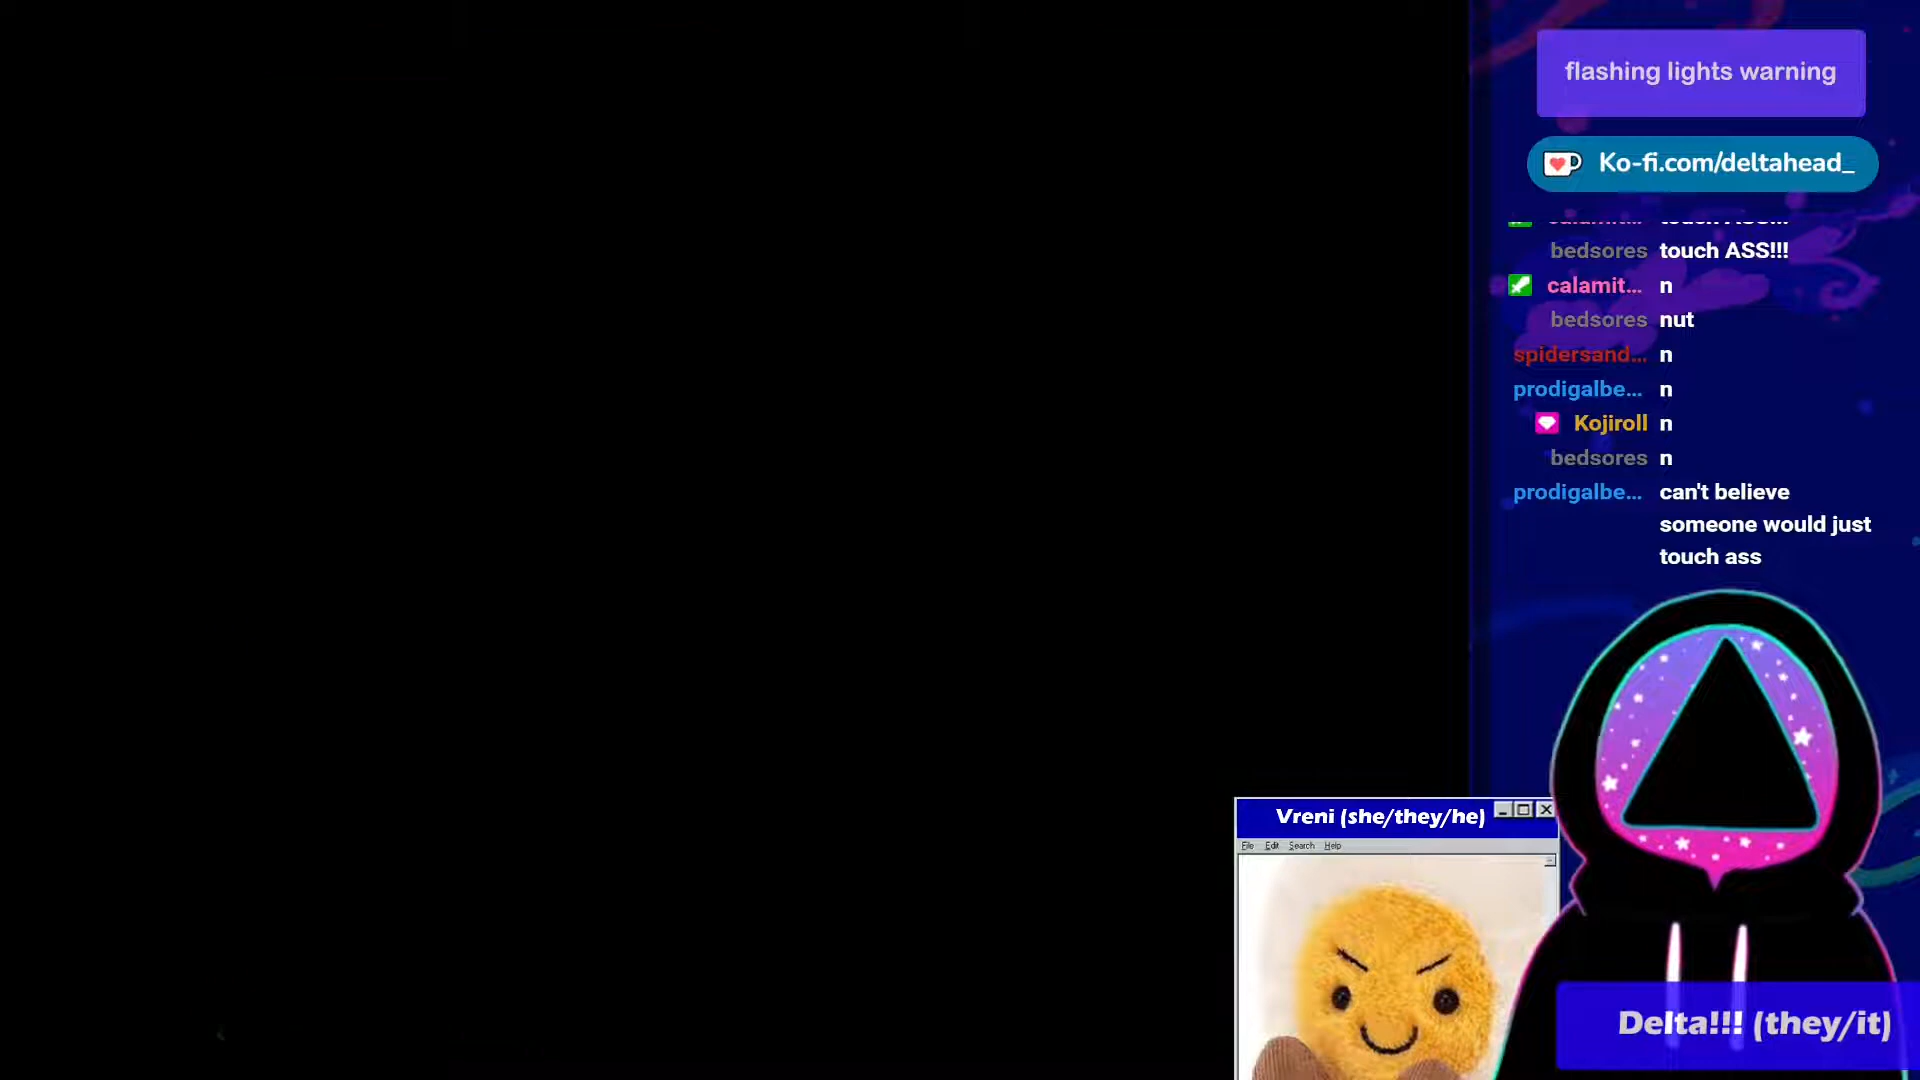 flashing lights warning
Ko-fi.com/deltahead_
bedsores touch ASS!!!
calamit... n
bedsores nut
spidersand... n
prodigalbe... n
Kojiroll n
bedsores n
prodigalbe... can't believe
someone would just
touch ass
Vreni (she/they/he)
File Edit Search Help
Delta!!! (they/it)